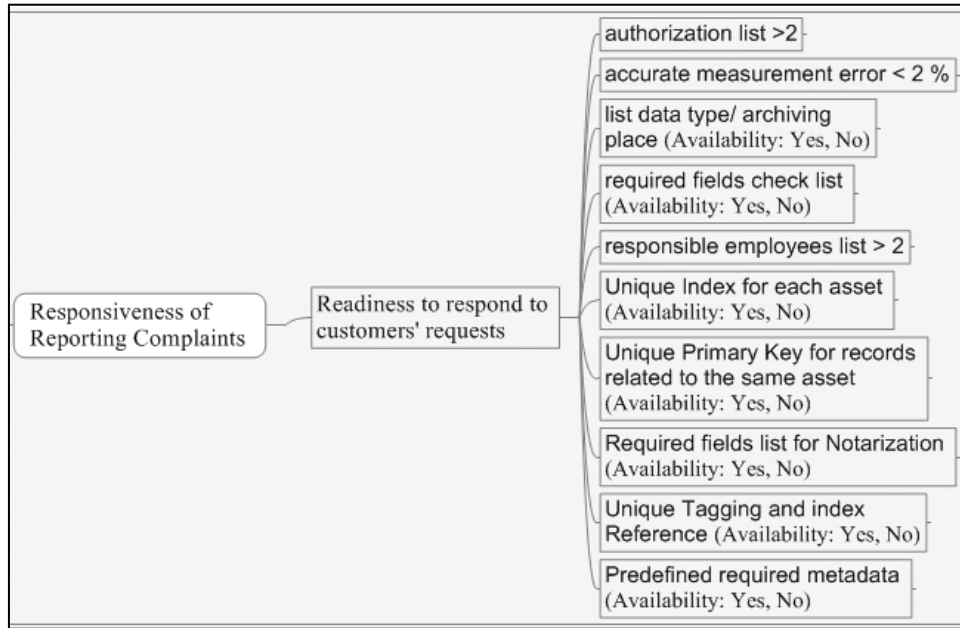 authorization list >2
accurate measurement error < 2 %
list data type/ archiving
place (Availability: Yes, No)
required fields check list
(Availability: Yes, No)
responsible employees list > 2
Responsiveness of
Reporting Complaints
Readiness to respond to
customers' requests
Unique Index for each asset
(Availability: Yes, No)
Unique Primary Key for records
related to the same asset
(Availability: Yes, No)
Required fields list for Notarization
(Availability: Yes, No)
Unique Tagging and index
Reference (Availability: Yes, No)
Predefined required metadata
(Availability: Yes, No)